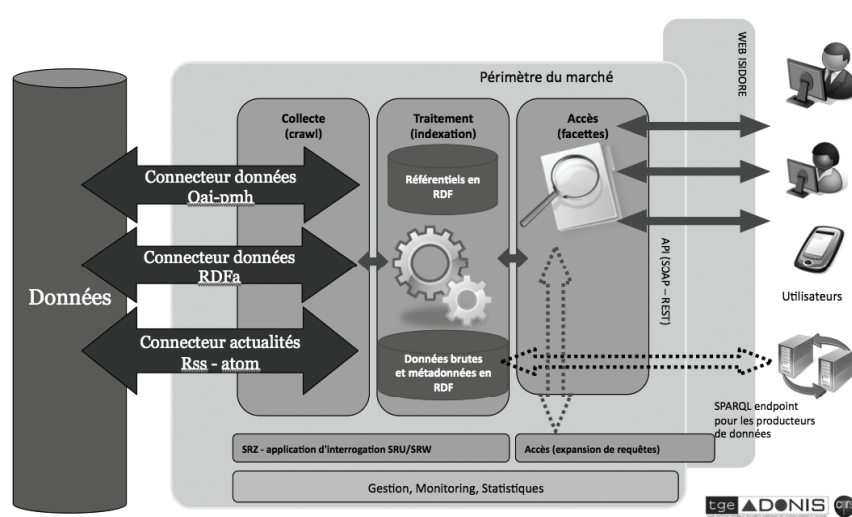 Périmètre du marché
WEB ISIDORE
Collecte
(crawl)
Traitement
(indexation)
Accès
(facettes)
Connecteur données
Oai-pmh
Référentiels en
RDF
Connecteur données
RDFa
Données
API (SOAP – REST)
Utilisateurs
Connecteur actualités
Rss - atom
Données brutes
et métadonnées en
RDF
SPARQL endpoint
pour les producteurs
de données
SRZ - application d'interrogation SRU/SRW
Accès (expansion de requêtes)
Gestion, Monitoring, Statistiques
tge ADONIS